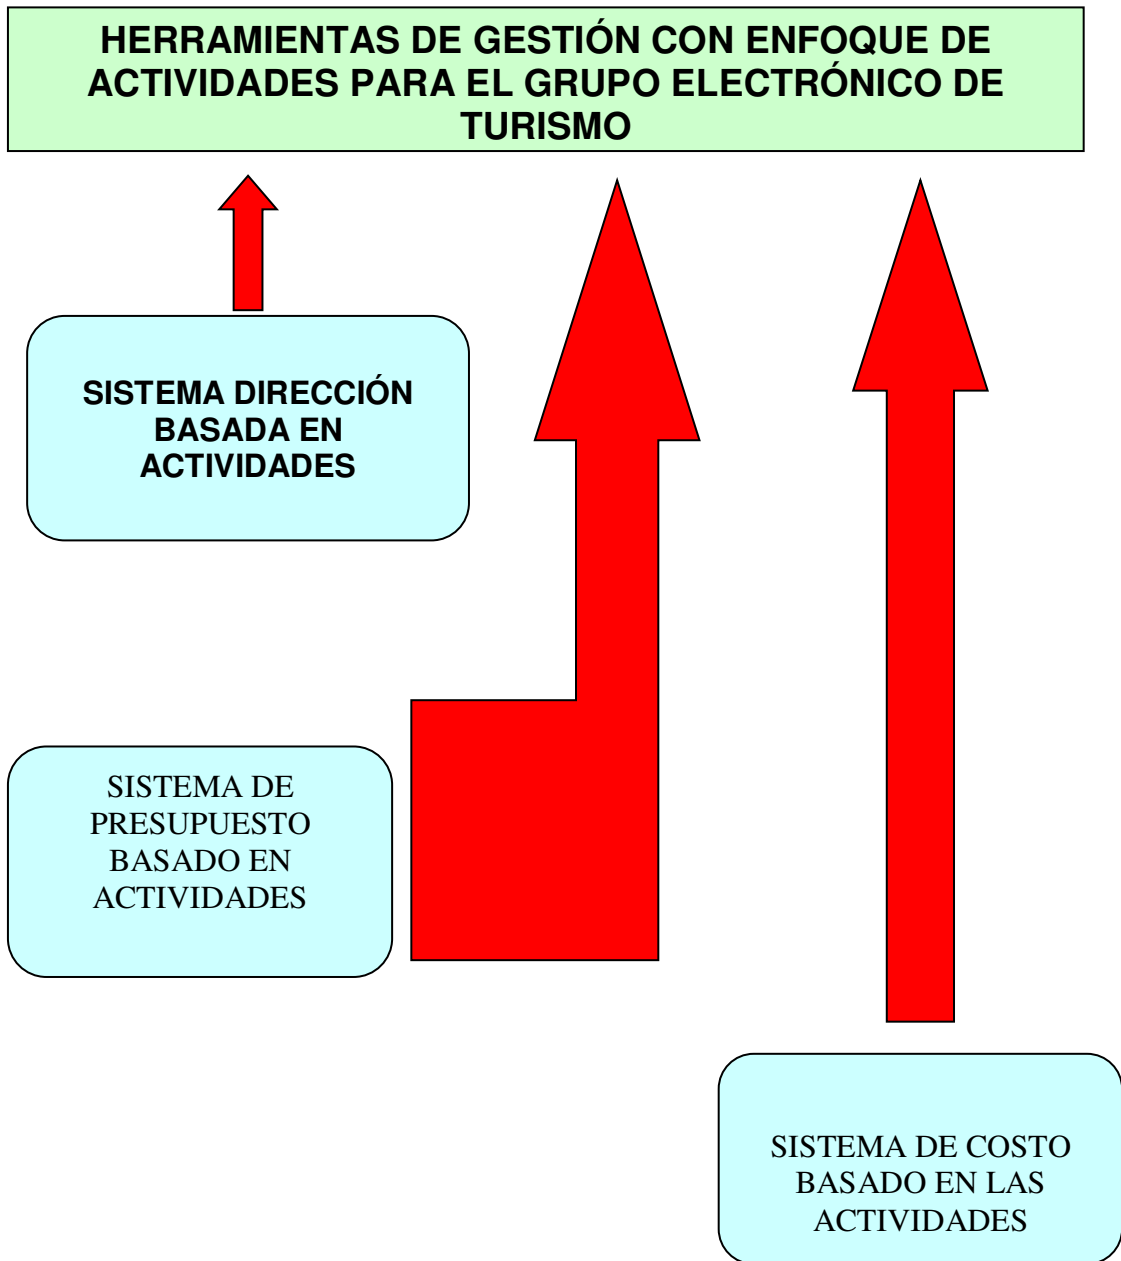 HERRAMIENTAS DE GESTIÓN CON ENFOQUE DE
ACTIVIDADES PARA EL GRUPO ELECTRÓNICO DE
TURISMO
SISTEMA DIRECCIÓN
BASADA EN
ACTIVIDADES
SISTEMA DE
PRESUPUESTO
BASADO EN
ACTIVIDADES
SISTEMA DE COSTO
BASADO EN LAS
ACTIVIDADES